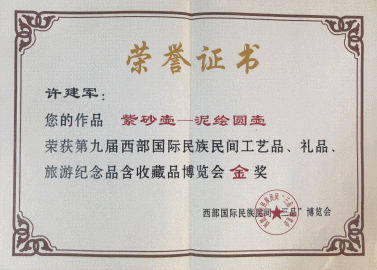 荣誉证书
许建军：
您的作品 紫砂壶—泥绘圆壶
荣获第九届西部国际民族民间工艺品、礼品、
旅游纪念品含收藏品博览会金奖
西部国际民族民间“三品”博览会